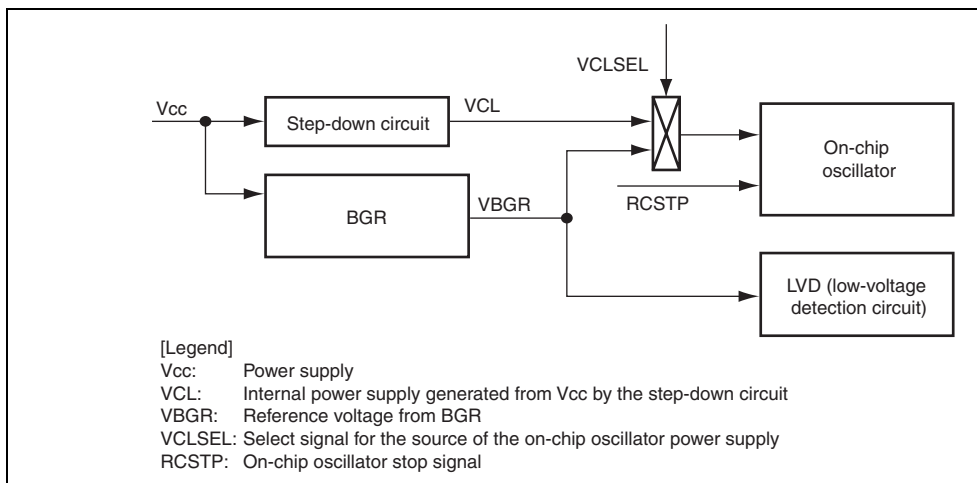 VCLSEL
Vcc
VCL
Step-down circuit
On-chip
osillator
RCSTP
VBGR
BGR
LVD (low-voltage
detection circuit)
[Legend]
Vcc: Power supply
VCL: Internal power supply generated from Vcc by the step-down circuit
VBGR: Reference voltage from BGR
VCLSEL: Select signal for the source of the on-chip oscillator power supply
RCSTP: On-chip oscillator stop signal